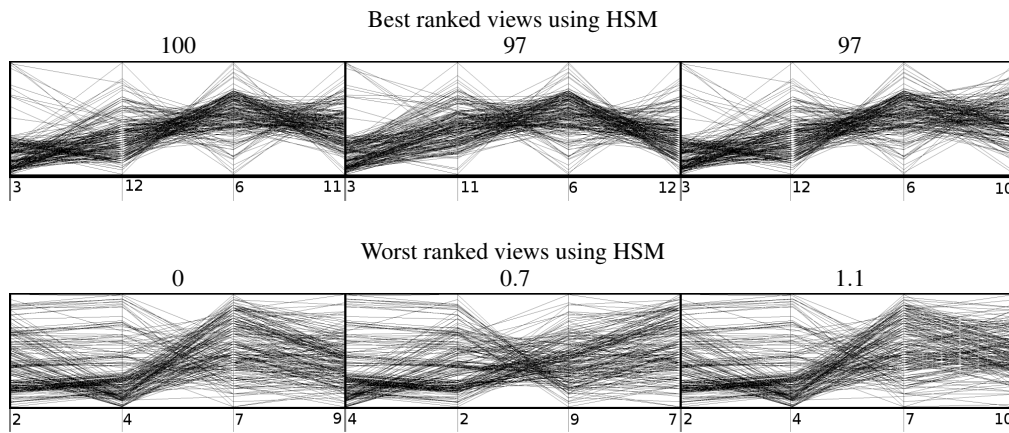 Best ranked views using HSM
100 97 97
3 12 6 11 3 11 6 12 3 12 6 10
Worst ranked views using HSM
0 0.7 1.1
2 4 7 9 4 2 9 7 2 4 7 10